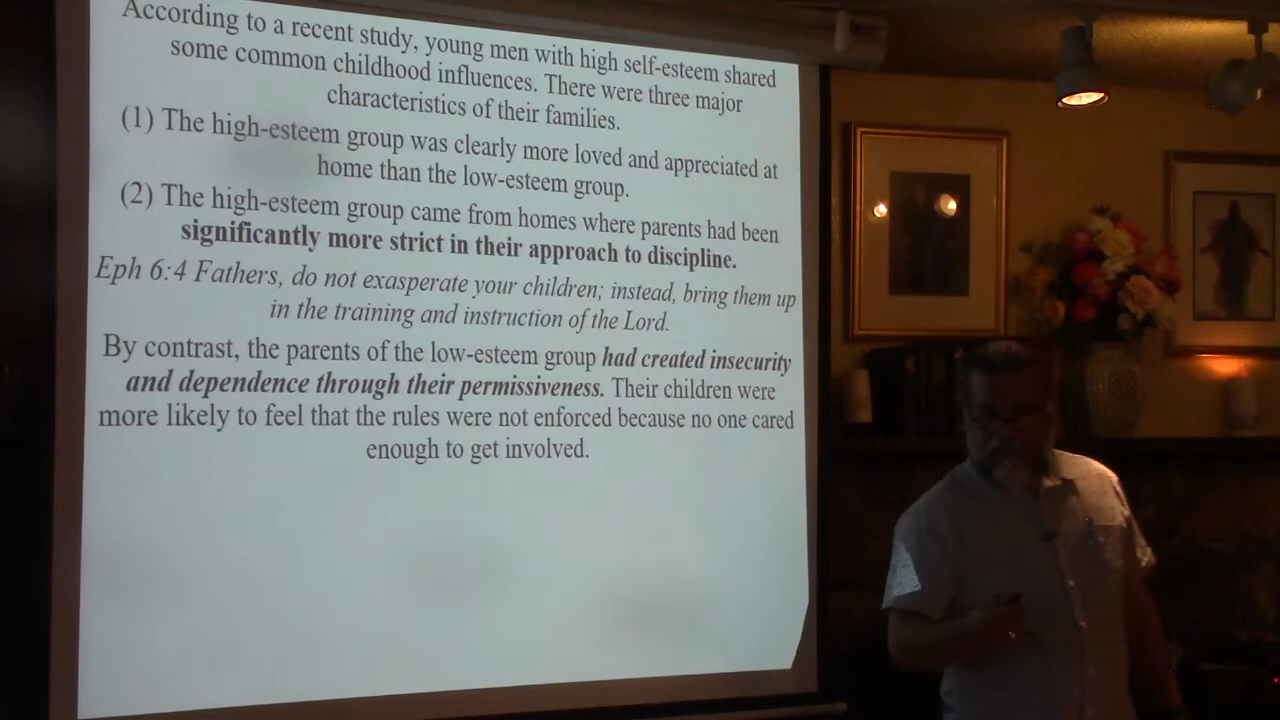 According to a recent study, young men with high self-esteem shared
some common childhood influences. There were three major
characteristics of their families.
(1) The high-esteem group was clearly more loved and appreciated at
home than the low-esteem group.
(2) The high-esteem group came from homes where parents had been
significantly more strict in their approach to discipline.
Eph 6:4 Fathers, do not exasperate your children; instead, bring them up
in the training and instruction of the Lord.
By contrast, the parents of the low-esteem group had created insecurity
and dependence through their permissiveness. Their children were
more likely to feel that the rules were not enforced because no one cared
enough to get involved.